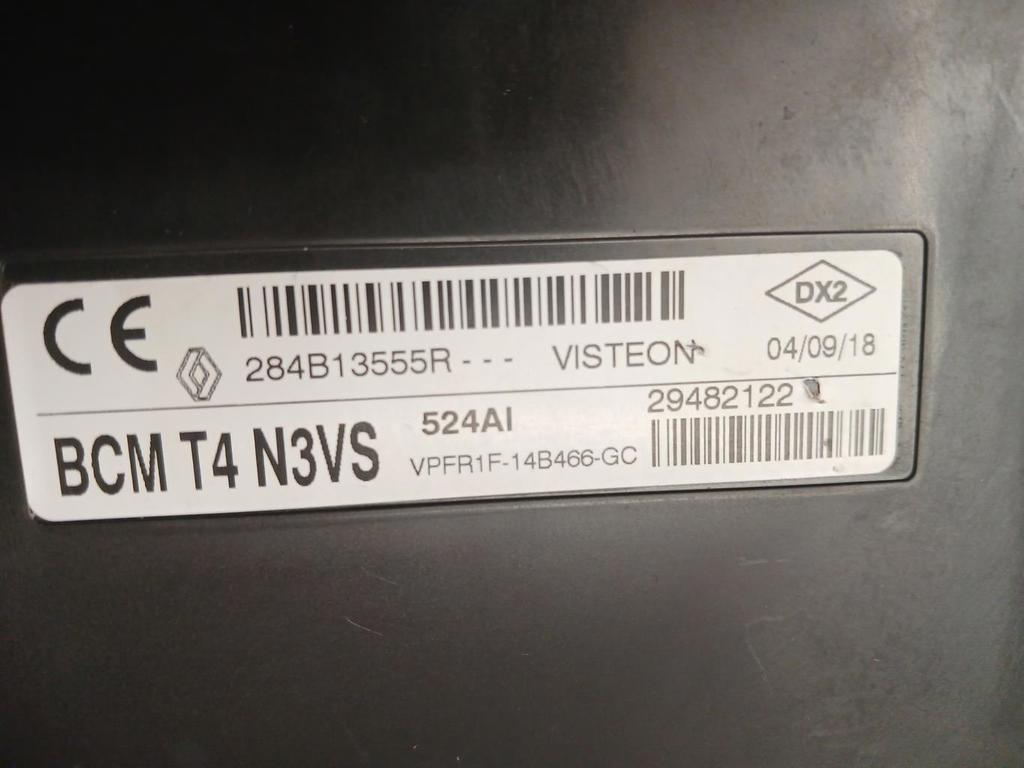 CE
DX2
284B13555R - - - VISTEON 04/09/18
BCM T4 N3VS
524AI
VPFR1F-14B466-GC
29482122